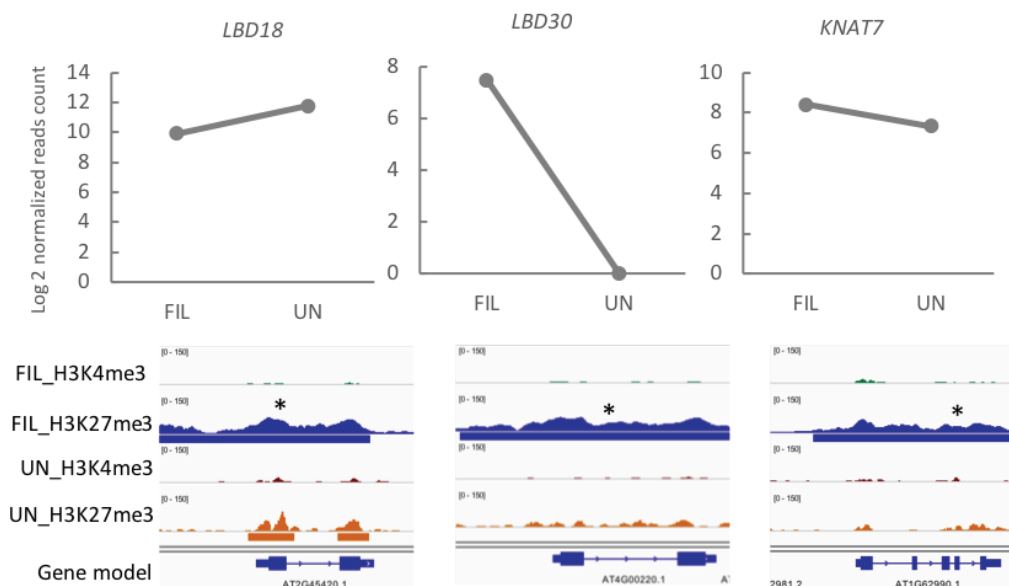 LBD18
LBD30
KNAT7
Log 2 normalized reads count
14
12
10
8
6
4
2
0
FIL
UN
8
6
4
2
0
FIL
UN
10
8
6
4
2
0
FIL
UN
FIL_H3K4me3
[0 - 150]
[0 - 150]
[0 - 150]
FIL_H3K27me3
[0 - 150]
*
[0 - 150]
*
[0 - 150]
*
UN_H3K4me3
[0 - 150]
[0 - 150]
[0 - 150]
UN_H3K27me3
[0 - 150]
[0 - 150]
[0 - 150]
Gene model
AT2G45420.1
AT4G00220.1
AT
2981.2
AT1G62990.1